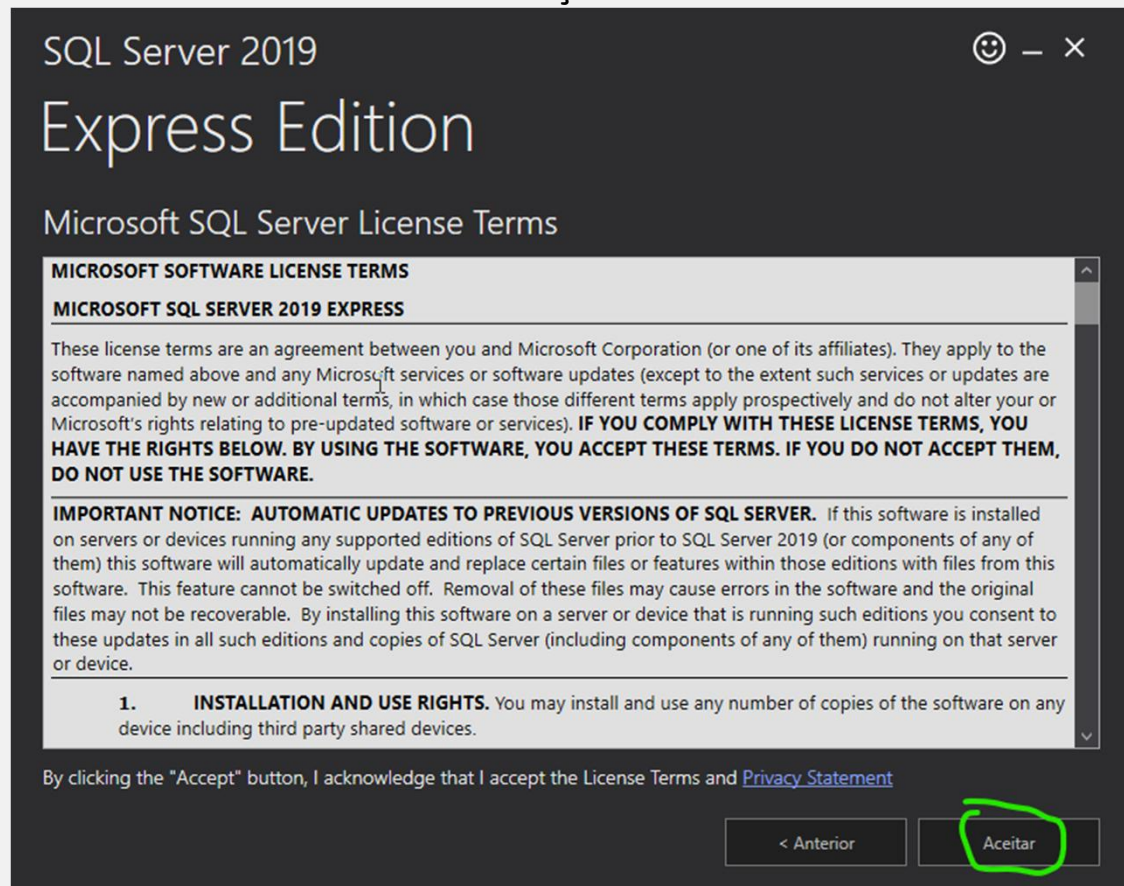 SQL Server 2019
Express Edition
Microsoft SQL Server License Terms
MICROSOFT SOFTWARE LICENSE TERMS
MICROSOFT SQL SERVER 2019 EXPRESS
These license terms are an agreement between you and Microsoft Corporation (or one of its affiliates). They apply to the
software named above and any Microsoft services or software updates (except to the extent such services or updates are
accompanied by new or additional terms, in which case those different terms apply prospectively and do not alter your or
Microsoft's rights relating to pre-updated software or services). IF YOU COMPLY WITH THESE LICENSE TERMS, YOU
HAVE THE RIGHTS BELOW. BY USING THE SOFTWARE, YOU ACCEPT THESE TERMS. IF YOU DO NOT ACCEPT THEM,
DO NOT USE THE SOFTWARE.
IMPORTANT NOTICE: AUTOMATIC UPDATES TO PREVIOUS VERSIONS OF SQL SERVER. If this software is installed
on servers or devices running any supported editions of SQL Server prior to SQL Server 2019 (or components of any of
them) this software will automatically update and replace certain files or features within those editions with files from this
software. This feature cannot be switched off. Removal of these files may cause errors in the software and the original
files may not be recoverable. By installing this software on a server or device that is running such editions you consent to
these updates in all such editions and copies of SQL Server (including components of any of them) running on that server
or device.
1. INSTALLATION AND USE RIGHTS. You may install and use any number of copies of the software on any
device including third party shared devices.
By clicking the "Accept" button, I acknowledge that I accept the License Terms and Privacy Statement
< Anterior
Aceitar